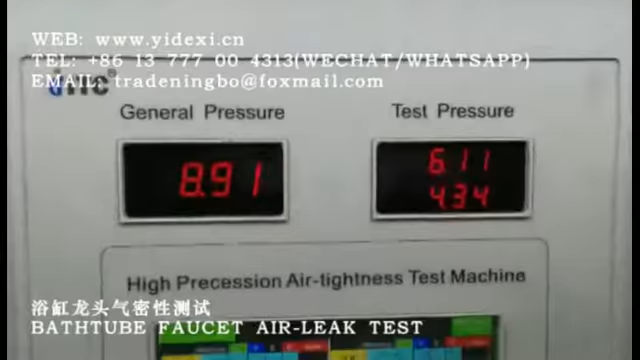 WEB: www.yidexi.cn
TEL: +86 13 777 00 4313(WECHAT/WHATSAPP)
EMAIL: tradeningbo@foxmail.com
General Pressure
Test Pressure
8.91
6.11
4.34
High Precession Air-tightness Test Machine
浴缸龙头气密性测试
BATHTUBE FAUCET AIR-LEAK TEST